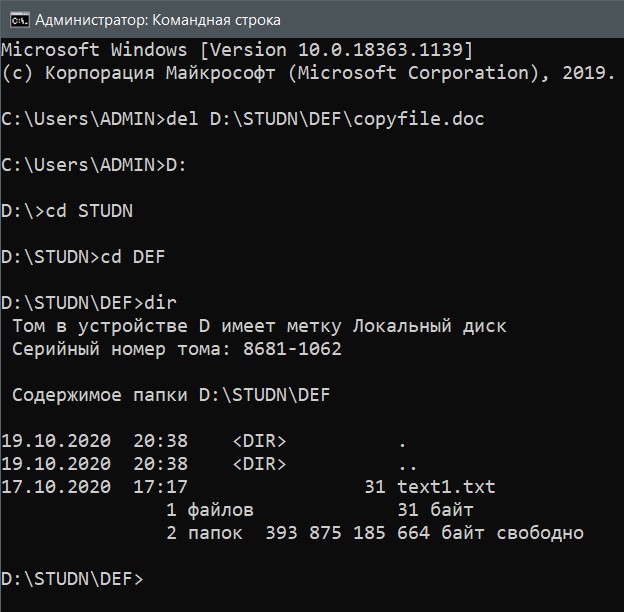 Администратор: Командная строка
Microsoft Windows [Version 10.0.18363.1139]
(c) Корпорация Майкрософт (Microsoft Corporation), 2019.
C:\Users\ADMIN>del D:\STUDN\DEF\copyfile.doc
C:\Users\ADMIN>D:
D:\>cd STUDN
D:\STUDN>cd DEF
D:\STUDN\DEF>dir
Том в устройстве D имеет метку Локальный диск
Серийный номер тома: 8681-1062
Содержимое папки D:\STUDN\DEF
19.10.2020  20:38    <DIR>          .
19.10.2020  20:38    <DIR>          ..
17.10.2020  17:17                31 text1.txt
1 файлов             31 байт
2 папок  393 875 185 664 байт свободно
D:\STUDN\DEF>